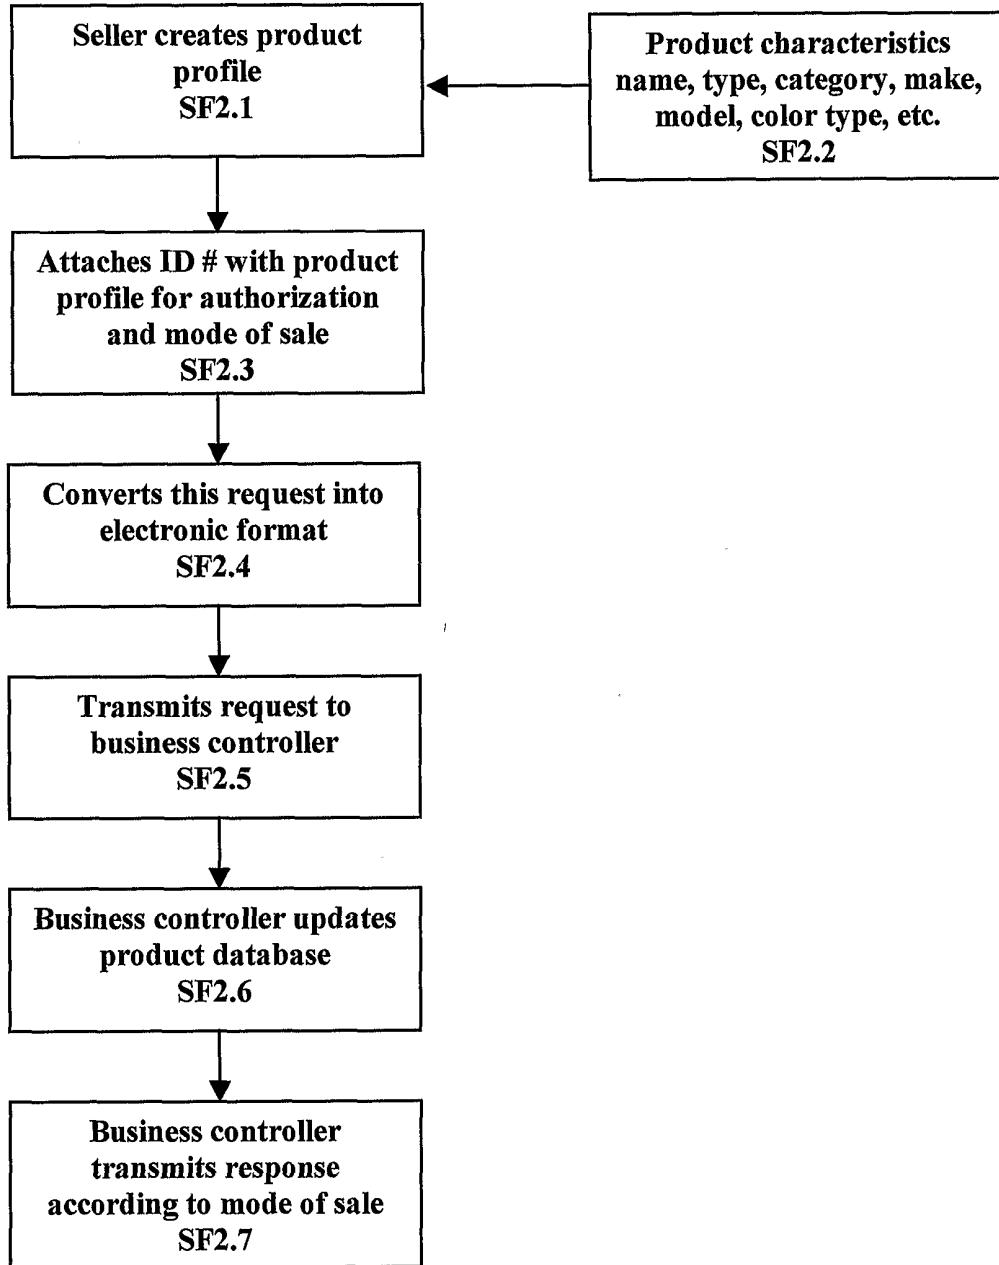 Seller creates product
profile
SF2.1
Product characteristics
name, type, category, make,
model, color type, etc.
SF2.2
Attaches ID # with product
profile for authorization
and mode of sale
SF2.3
Converts this request into
electronic format
SF2.4
Transmits request to
business controller
SF2.5
Business controller updates
product database
SF2.6
Business controller
transmits response
according to mode of sale
SF2.7